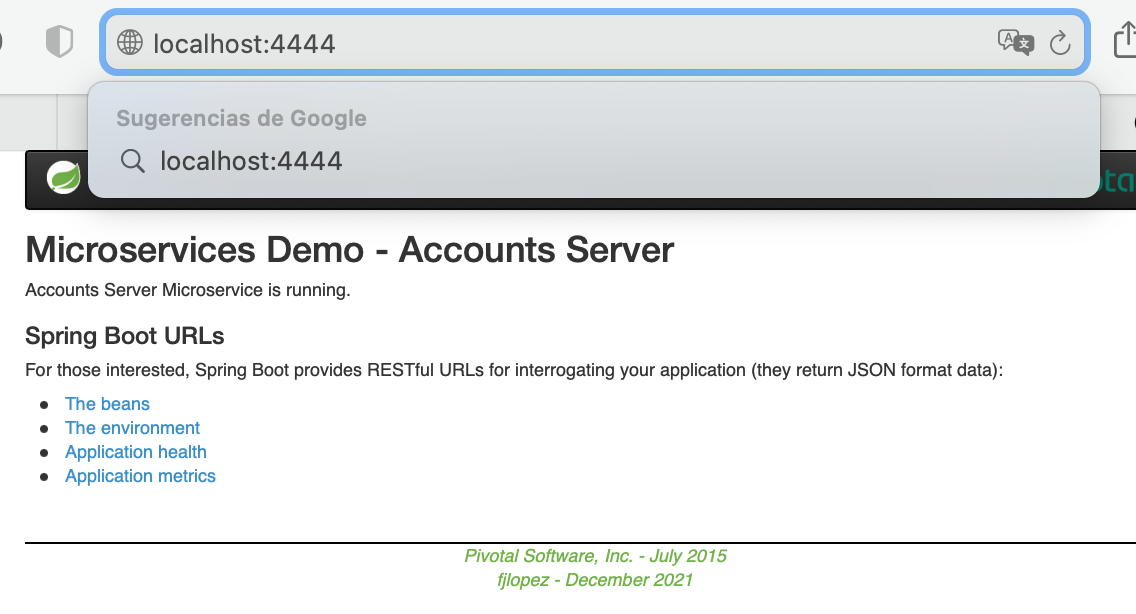 localhost:4444
Sugerencias de Google
localhost:4444
Microservices Demo - Accounts Server
Accounts Server Microservice is running.
Spring Boot URLs
For those interested, Spring Boot provides RESTful URLs for interrogating your application (they return JSON format data):
The beans
The environment
Application health
Application metrics
Pivotal Software, Inc. - July 2015
fjlopez - December 2021